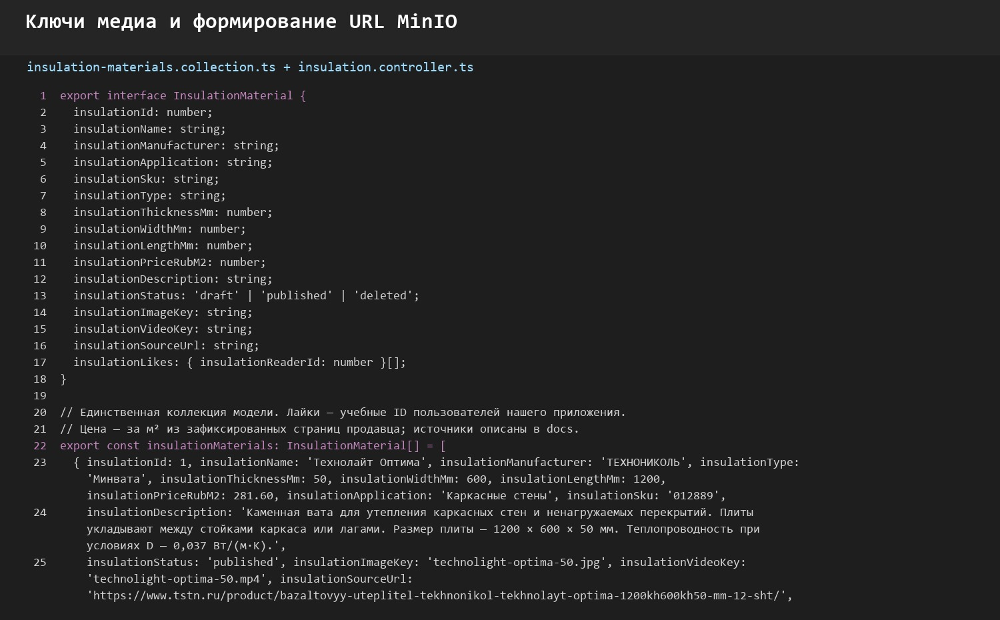 Ключи медиа и формирование URL MinIO
insulation-materials.collection.ts + insulation.controller.ts
1 export interface InsulationMaterial {
2 insulationId: number;
3 insulationName: string;
4 insulationManufacturer: string;
5 insulationApplication: string;
6 insulationSku: string;
7 insulationType: string;
8 insulationThicknessMm: number;
9 insulationWidthMm: number;
10 insulationLengthMm: number;
11 insulationPriceRubM2: number;
12 insulationDescription: string;
13 insulationStatus: 'draft' | 'published' | 'deleted';
14 insulationImageKey: string;
15 insulationVideoKey: string;
16 insulationSourceUrl: string;
17 insulationLikes: { insulationReaderId: number }[];
18 }
19
20 // Единственная коллекция модели. Лайки — учебные ID пользователей нашего приложения.
21 // Цена — за м² из зафиксированных страниц продавца; источники описаны в docs.
22 export const insulationMaterials: InsulationMaterial[] = [
23 { insulationId: 1, insulationName: 'Технолайт Оптима', insulationManufacturer: 'ТЕХНОНИКОЛЬ', insulationType:
'Минвата', insulationThicknessMm: 50, insulationWidthMm: 600, insulationLengthMm: 1200,
insulationPriceRubM2: 281.60, insulationApplication: 'Каркасные стены', insulationSku: '012889',
24 insulationDescription: 'Каменная вата для утепления каркасных стен и ненагружаемых перекрытий. Плиты
укладывают между стойками каркаса или лагами. Размер плиты — 1200 × 600 × 50 мм. Теплопроводность при
условиях D — 0,037 Вт/(м·К).',
25 insulationStatus: 'published', insulationImageKey: 'technolight-optima-50.jpg', insulationVideoKey:
'technolight-optima-50.mp4', insulationSourceUrl:
'https://www.tstn.ru/product/bazaltovyy-uteplitel-tekhnonikol-tekhnolayt-optima-1200kh600kh50-mm-12-sht/',